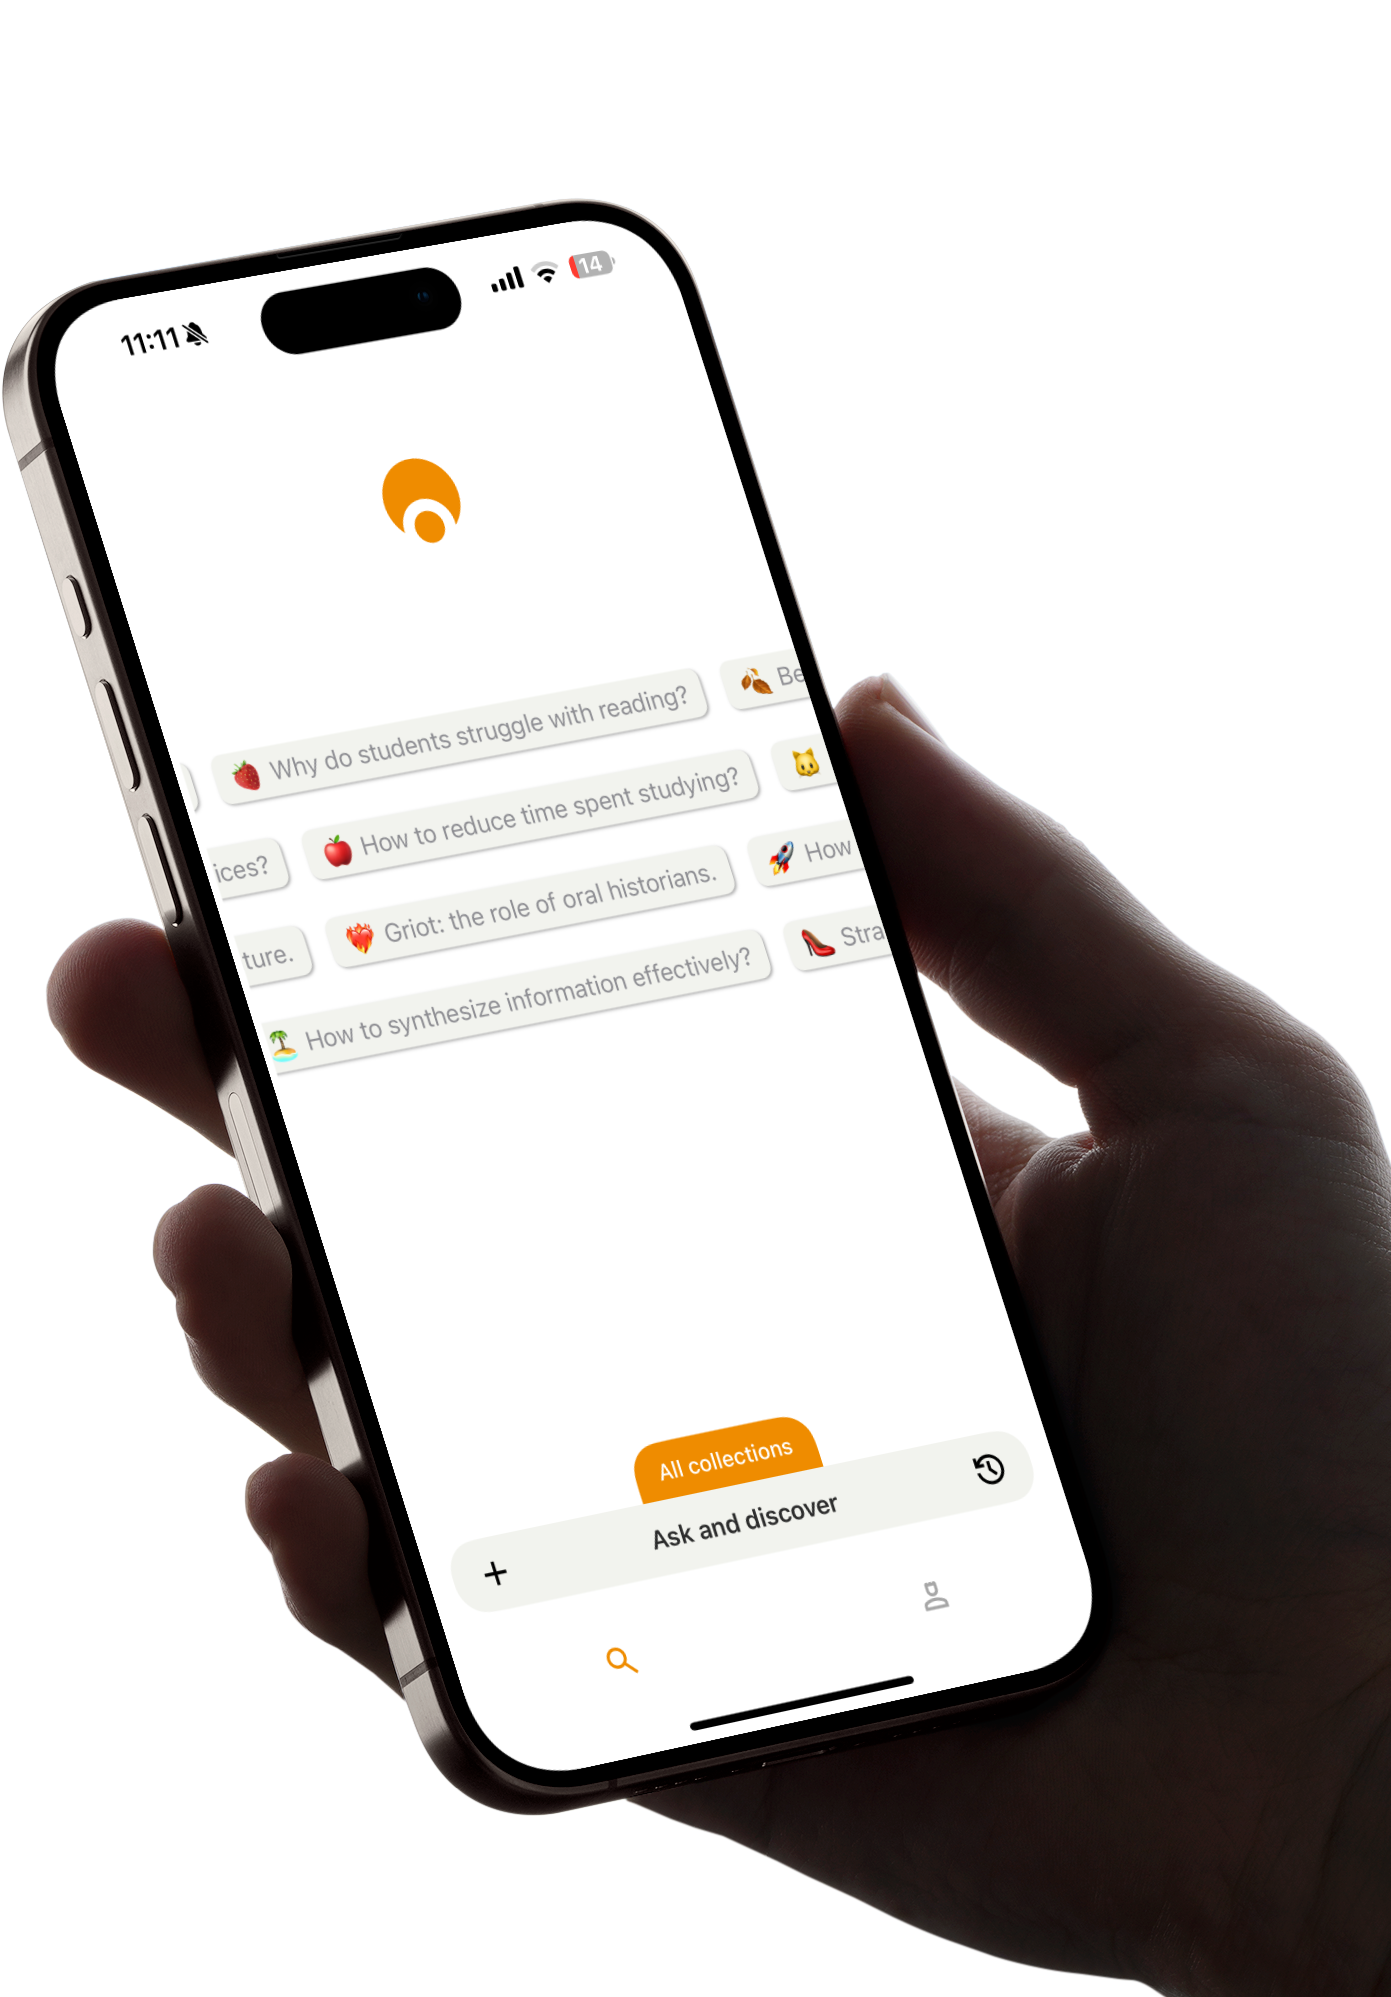 11:11
14
Why do students struggle with reading?
Be
How to reduce time spent studying?
ices?
Griot: the role of oral historians.
How
ture.
How to synthesize information effectively?
Stra
All collections
Ask and discover